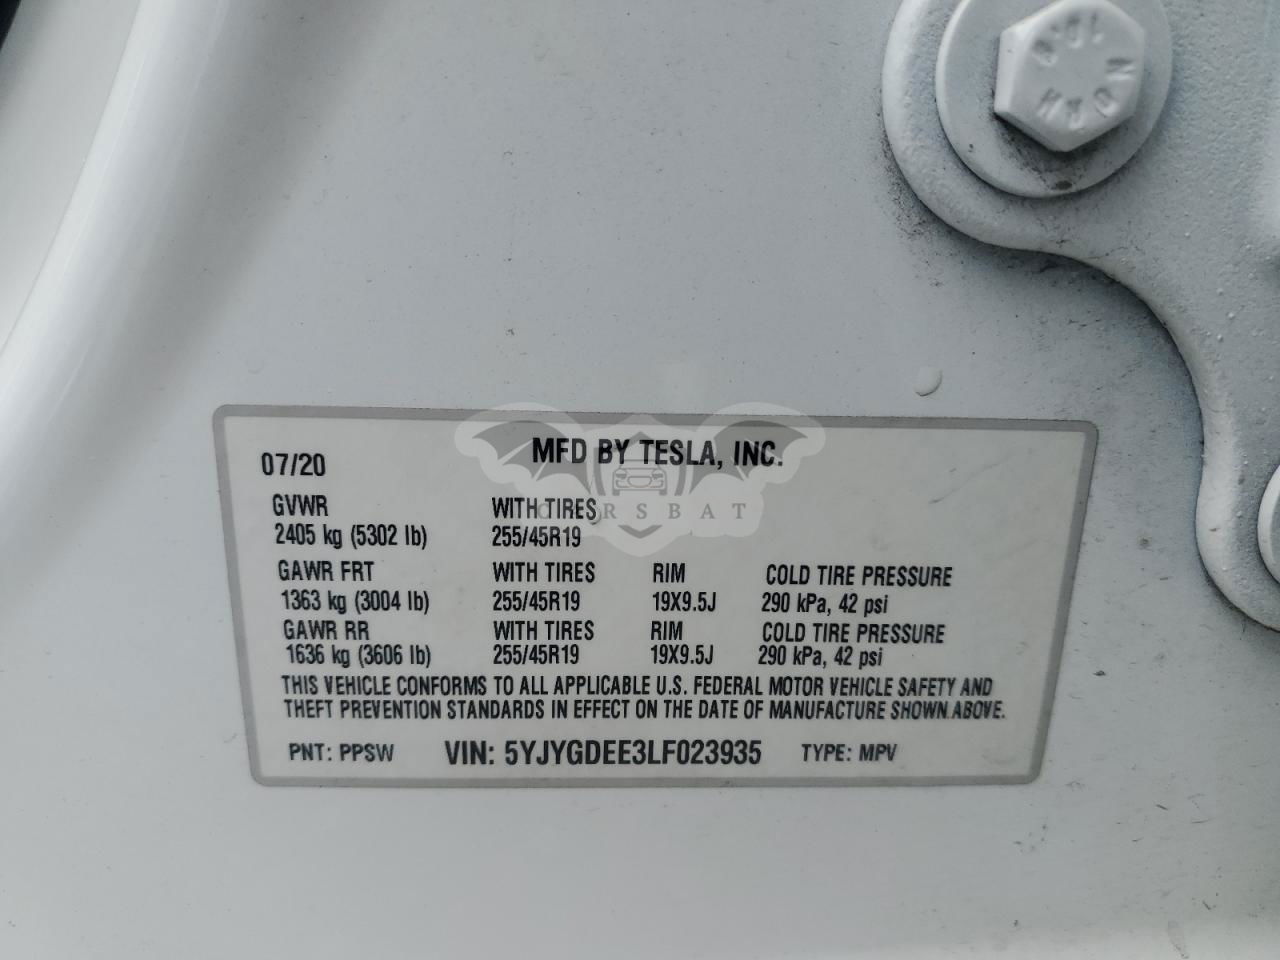 10.9
HARN
07/20 MFD BY TESLA, INC.
GVWR WITH TIRES
2405 kg (5302 lb) 255/45R19
GAWR FRT WITH TIRES RIM COLD TIRE PRESSURE
1363 kg (3004 lb) 255/45R19 19X9.5J 290 kPa, 42 psi
GAWR RR WITH TIRES RIM COLD TIRE PRESSURE
1636 kg (3606 lb) 255/45R19 19X9.5J 290 kPa, 42 psi
THIS VEHICLE CONFORMS TO ALL APPLICABLE U.S. FEDERAL MOTOR VEHICLE SAFETY AND
THEFT PREVENTION STANDARDS IN EFFECT ON THE DATE OF MANUFACTURE SHOWN ABOVE.
PNT: PPSW VIN: 5YJYGDEE3LF023935 TYPE: MPV
CARSBAT